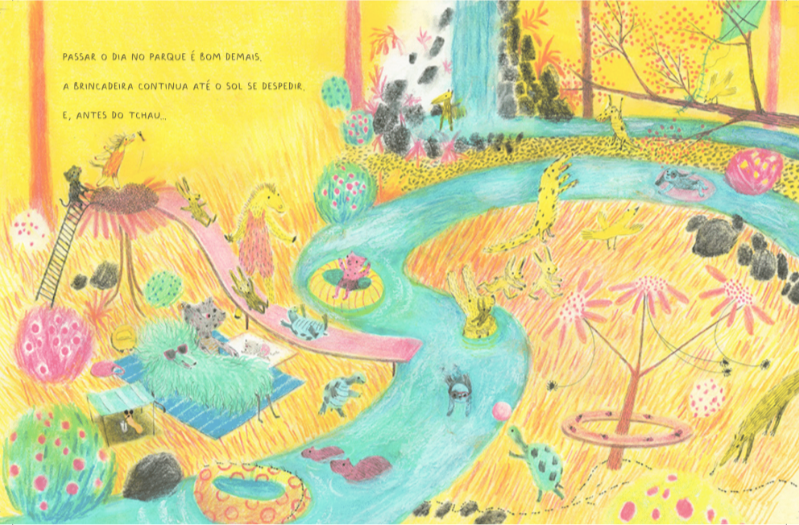 PASSAR O DIA NO PARQUE É BOM DEMAIS.
A BRINCADEIRA CONTINUA ATÉ O SOL SE DESPEDIR.
E, ANTES DO TCHAU...